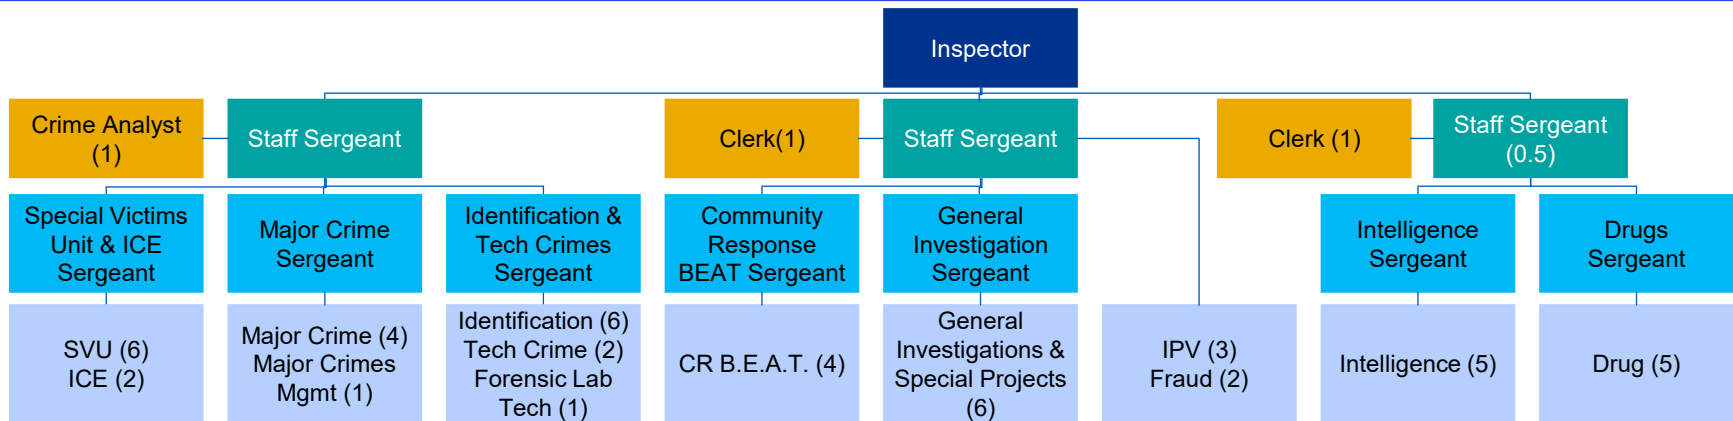 Inspector
Crime Analyst
(1)
Staff Sergeant
Clerk(1)
Staff Sergeant
Clerk (1)
Staff Sergeant
(0.5)
Special Victims
Unit & ICE
Sergeant
Major Crime
Sergeant
Identification &
Tech Crimes
Sergeant
Community
Response
BEAT Sergeant
General
Investigation
Sergeant
Intelligence
Sergeant
Drugs
Sergeant
SVU (6)
ICE (2)
Major Crime (4)
Major Crimes
Mgmt (1)
Identification (6)
Tech Crime (2)
Forensic Lab
Tech (1)
CR B.E.A.T. (4)
General
Investigations &
Special Projects
(6)
IPV (3)
Fraud (2)
Intelligence (5)
Drug (5)